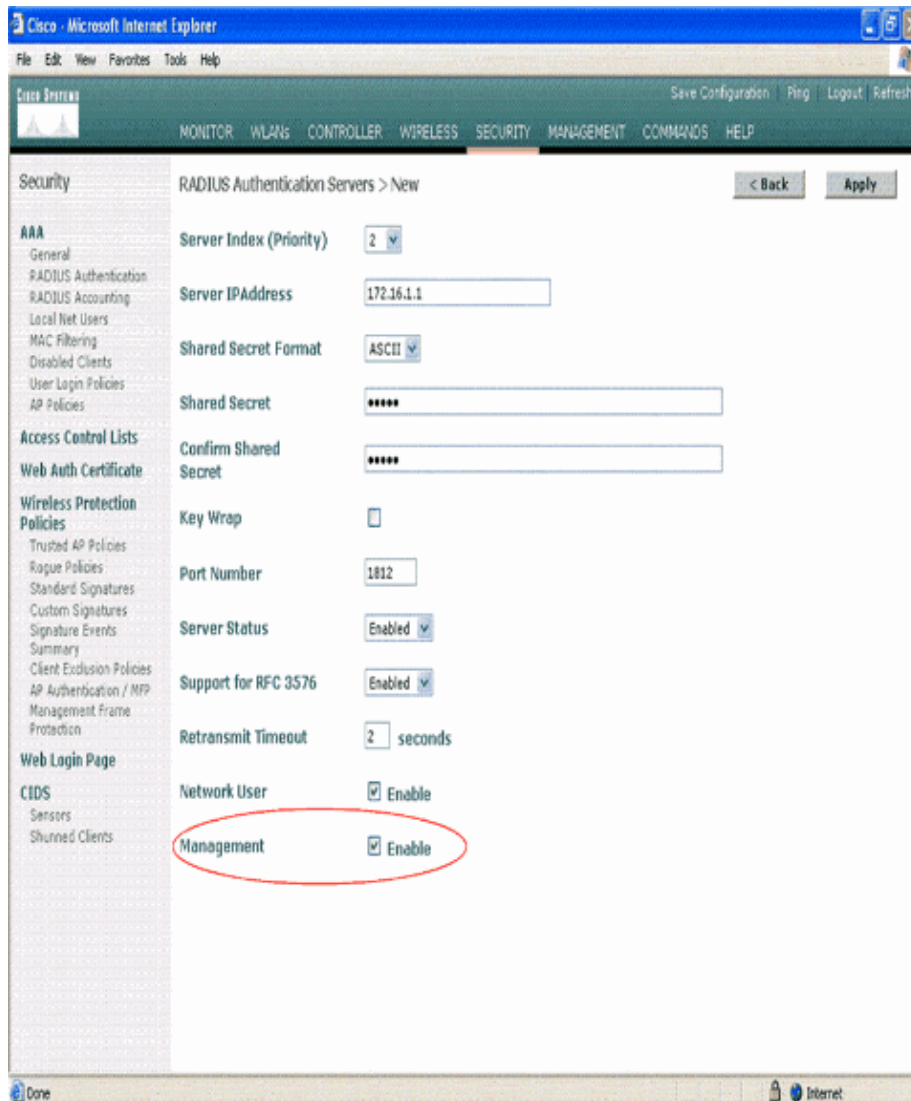 Cisco - Microsoft Internet Explorer
File Edit View Favorites Tools Help
CISCO SYSTEMS
Save Configuration Ping Logout Refresh
MONITOR WLANs CONTROLLER WIRELESS SECURITY MANAGEMENT COMMANDS HELP
Security
AAA
General
RADIUS Authentication
RADIUS Accounting
Local Net Users
MAC Filtering
Disabled Clients
User Login Policies
AP Policies
Access Control Lists
Web Auth Certificate
Wireless Protection
Policies
Trusted AP Policies
Rogue Policies
Standard Signatures
Custom Signatures
Signature Events
Summary
Client Exclusion Policies
AP Authentication / MFP
Management Frame
Protection
Web Login Page
CIDS
Sensors
Shunned Clients
RADIUS Authentication Servers > New
< Back Apply
Server Index (Priority) 2
Server IPAddress 172.16.1.1
Shared Secret Format ASCII
Shared Secret •••••
Confirm Shared
Secret •••••
Key Wrap
Port Number 1812
Server Status Enabled
Support for RFC 3576 Enabled
Retransmit Timeout 2 seconds
Network User Enable
Management Enable
Done Internet